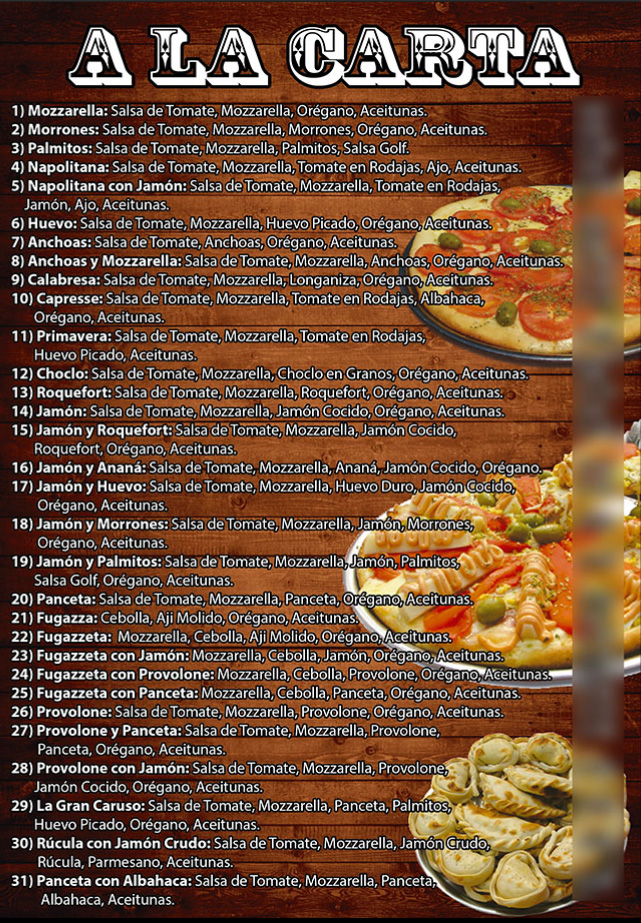 A LA CARTA
1) Mozzarella: Salsa de Tomate, Mozzarella, Orégano, Aceitunas.
2) Morrones: Salsa de Tomate, Mozzarella, Morrones, Orégano, Aceitunas.
3) Palmitos: Salsa de Tomate, Mozzarella, Palmitos, Salsa Golf.
4) Napolitana: Salsa de Tomate, Mozzarella, Tomate en Rodajas, Ajo, Aceitunas.
5) Napolitana con Jamón: Salsa de Tomate, Mozzarella, Tomate en Rodajas,
Jamón, Ajo, Aceitunas.
6) Huevo: Salsa de Tomate, Mozzarella, Huevo Picado, Orégano, Aceitunas.
7) Anchoas: Salsa de Tomate, Anchoas, Orégano, Aceitunas.
8) Anchoas y Mozzarella: Salsa de Tomate, Mozzarella, Anchoas, Orégano, Aceitunas.
9) Calabresa: Salsa de Tomate, Mozzarella, Longaniza, Orégano, Aceitunas.
10) Capresse: Salsa de Tomate, Mozzarella, Tomate en Rodajas, Albahaca,
Orégano, Aceitunas.
11) Primavera: Salsa de Tomate, Mozzarella, Tomate en Rodajas,
Huevo Picado, Aceitunas.
12) Choclo: Salsa de Tomate, Mozzarella, Choclo en Granos, Orégano, Aceitunas.
13) Roquefort: Salsa de Tomate, Mozzarella, Roquefort, Orégano, Aceitunas.
14) Jamón: Salsa de Tomate, Mozzarella, Jamón Cocido, Orégano, Aceitunas.
15) Jamón y Roquefort: Salsa de Tomate, Mozzarella, Jamón Cocido,
Roquefort, Orégano, Aceitunas.
16) Jamón y Ananá: Salsa de Tomate, Mozzarella, Ananá, Jamón Cocido, Orégano.
17) Jamón y Huevo: Salsa de Tomate, Mozzarella, Huevo Duro, Jamón Cocido,
Orégano, Aceitunas.
18) Jamón y Morrones: Salsa de Tomate, Mozzarella, Jamón, Morrones,
Orégano, Aceitunas.
19) Jamón y Palmitos: Salsa de Tomate, Mozzarella, Jamón, Palmitos,
Salsa Golf, Orégano, Aceitunas.
20) Panceta: Salsa de Tomate, Mozzarella, Panceta, Orégano, Aceitunas.
21) Fugazza: Cebolla, Aji Molido, Orégano, Aceitunas.
22) Fugazzeta: Mozzarella, Cebolla, Aji Molido, Orégano, Aceitunas.
23) Fugazzeta con Jamón: Mozzarella, Cebolla, Jamón, Orégano, Aceitunas.
24) Fugazzeta con Provolone: Mozzarella, Cebolla, Provolone, Orégano, Aceitunas.
25) Fugazzeta con Panceta: Mozzarella, Cebolla, Panceta, Orégano, Aceitunas.
26) Provolone: Salsa de Tomate, Mozzarella, Provolone, Orégano, Aceitunas.
27) Provolone y Panceta: Salsa de Tomate, Mozzarella, Provolone,
Panceta, Orégano, Aceitunas.
28) Provolone con Jamón: Salsa de Tomate, Mozzarella, Provolone,
Jamón Cocido, Orégano, Aceitunas.
29) La Gran Caruso: Salsa de Tomate, Mozzarella, Panceta, Palmitos,
Huevo Picado, Orégano, Aceitunas.
30) Rúcula con Jamón Crudo: Salsa de Tomate, Mozzarella, Jamón Crudo,
Rúcula, Parmesano, Aceitunas.
31) Panceta con Albahaca: Salsa de Tomate, Mozzarella, Panceta,
Albahaca, Aceitunas.